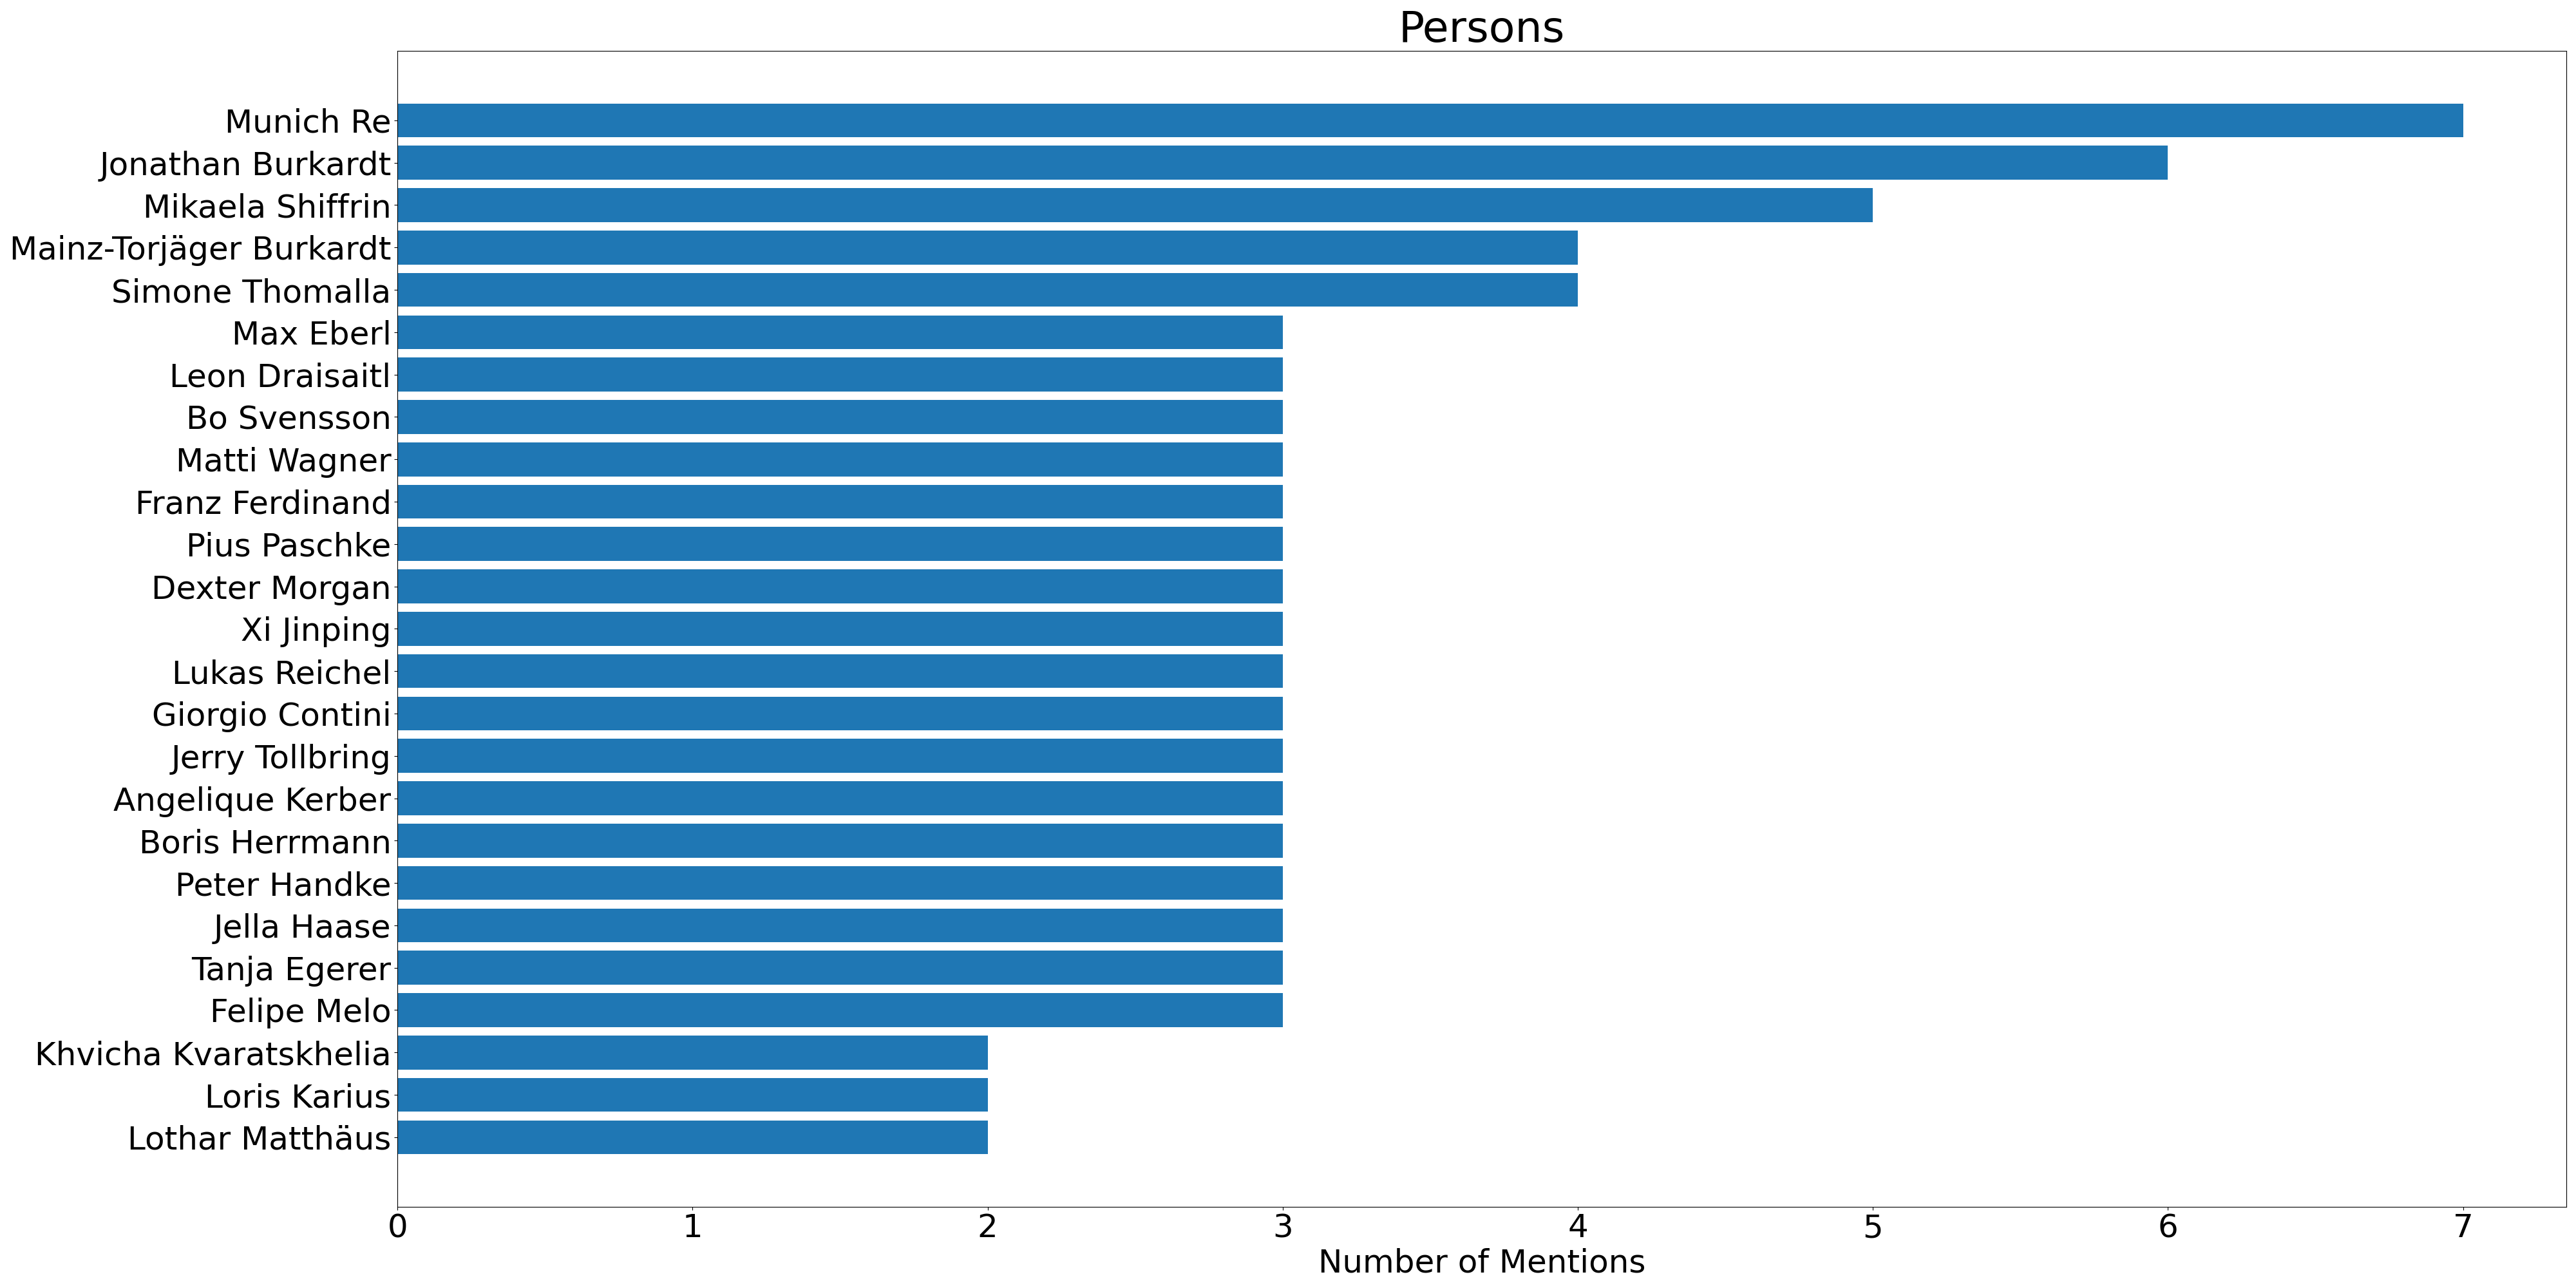 Persons
Munich Re
Jonathan Burkardt
Mikaela Shiffrin
Mainz-Torjäger Burkardt
Simone Thomalla
Max Eberl
Leon Draisaitl
Bo Svensson
Matti Wagner
Franz Ferdinand
Pius Paschke
Dexter Morgan
Xi Jinping
Lukas Reichel
Giorgio Contini
Jerry Tollbring
Angelique Kerber
Boris Herrmann
Peter Handke
Jella Haase
Tanja Egerer
Felipe Melo
Khvicha Kvaratskhelia
Loris Karius
Lothar Matthäus
0 1 2 3 4 5 6 7
Number of Mentions